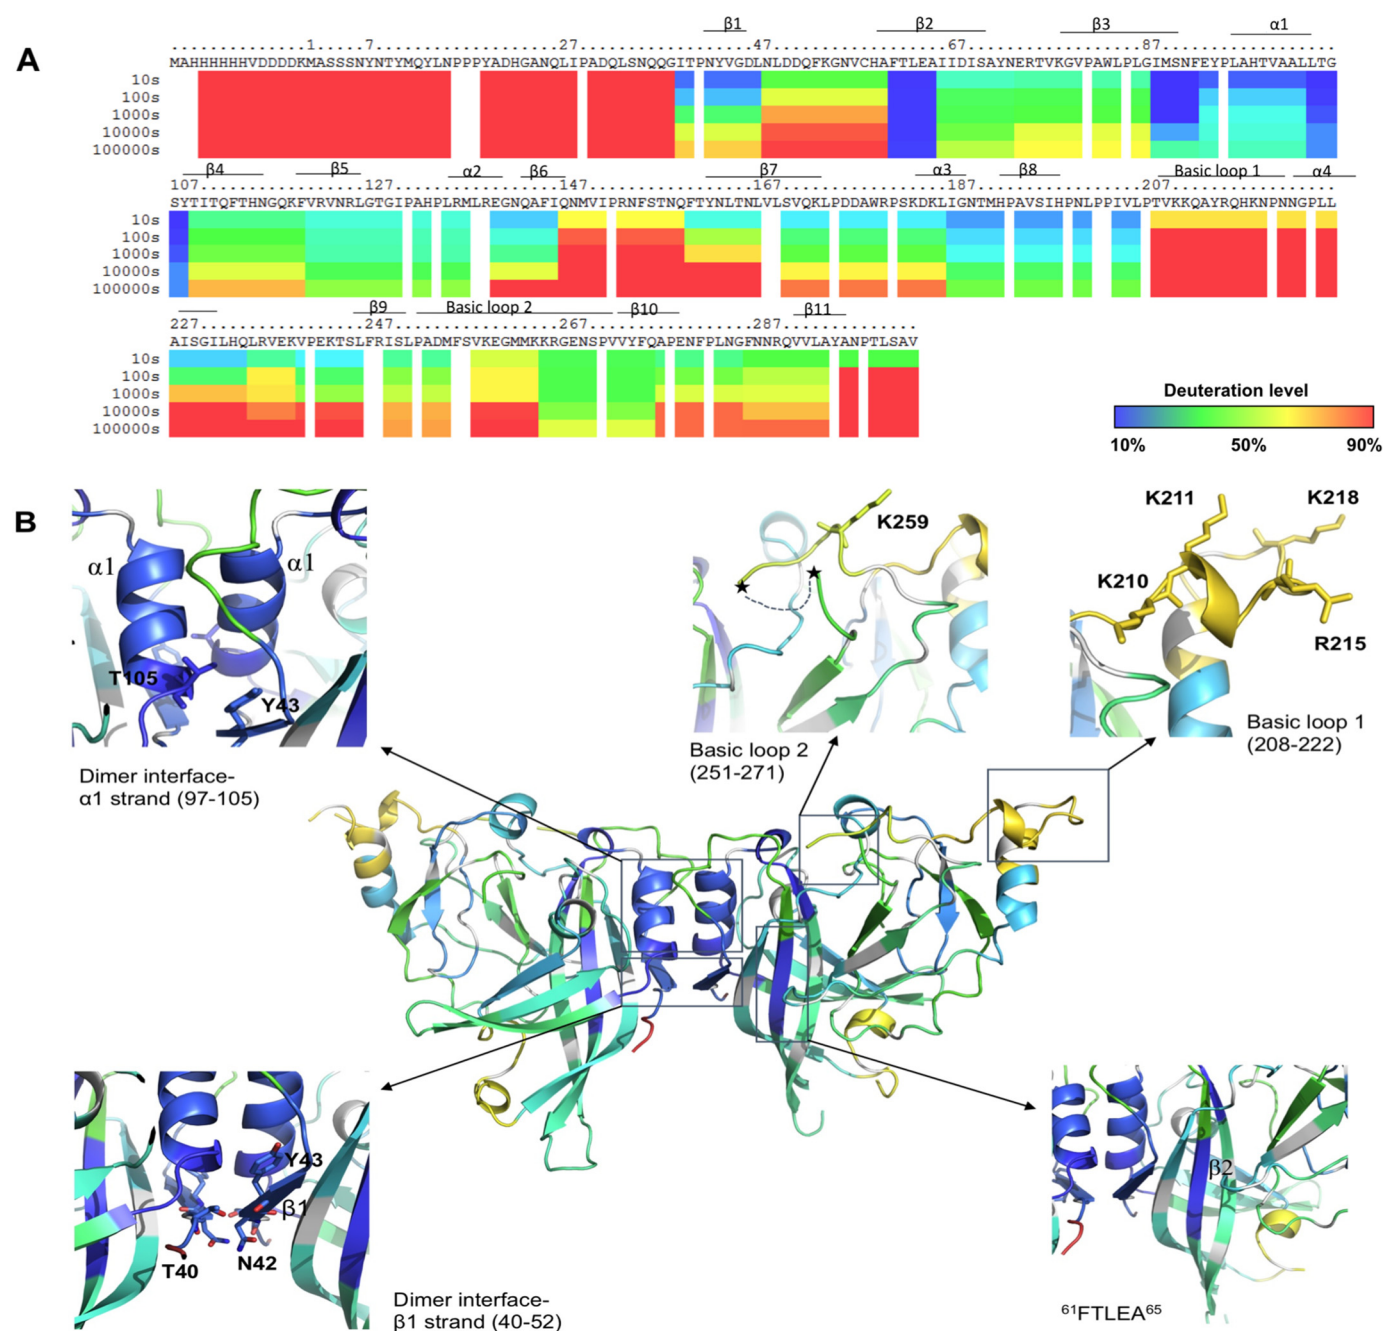 A
β1 β2 β3 α1
..............1.....7...................27..................47..................67..................87..................
MAHHHHHHVDDDDKMASSSNYNTYMQYLNPPPYADHGANQLIPADQLSNQQGITPNYVGDLNLDDQFKGNVCHAFTLEAIIDISAYNERTVKGVPAWLPLGIMSNFEYPLAHTVAALLTG
10s
100s
1000s
10000s
100000s
β4 β5 α2 β6 β7 α3 β8 Basic loop 1 α4
107.................127.................147.................167.................187.................207.................
SYTITQFTHNGQKFVRVNRLGTGIPAHPLRMLREGNQAFIQNMVIPRNFSTNQFTYNLTNLVLSVQKLPDDAWRPSKDKLIGNTMHPAVSIHPNLPPIVLPTVKKQAYRQHKNPNNGPLL
10s
100s
1000s
10000s
100000s
β9 Basic loop 2 β10 β11
227.................247.................267.................287..............
AISGILHQLRVEKVPEKTSLFRISLPADMFSVKEGMMKKRGENSPVVYFQAPENFPLNGFNNRQVVLAYANPTLSAV
10s
100s
1000s
10000s
100000s
Deuteration level
10% 50% 90%
B
α1 α1
T105
Y43
Dimer interface-
α1 strand (97-105)
K259
Basic loop 2
(251-271)
K211 K218
K210
R215
Basic loop 1
(208-222)
Y43
β1
T40 N42
Dimer interface-
β1 strand (40-52)
β2
⁶¹FTLEA⁶⁵